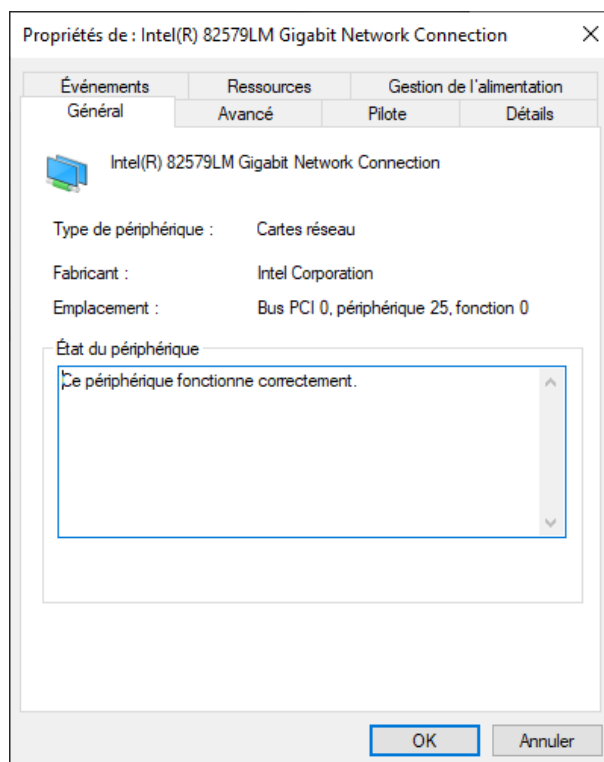 Propriétés de : Intel(R) 82579LM Gigabit Network Connection
Événements Ressources Gestion de l'alimentation
Général Avancé Pilote Détails
Intel(R) 82579LM Gigabit Network Connection
Type de périphérique : Cartes réseau
Fabricant : Intel Corporation
Emplacement : Bus PCI 0, périphérique 25, fonction 0
État du périphérique
Ce périphérique fonctionne correctement.
OK Annuler